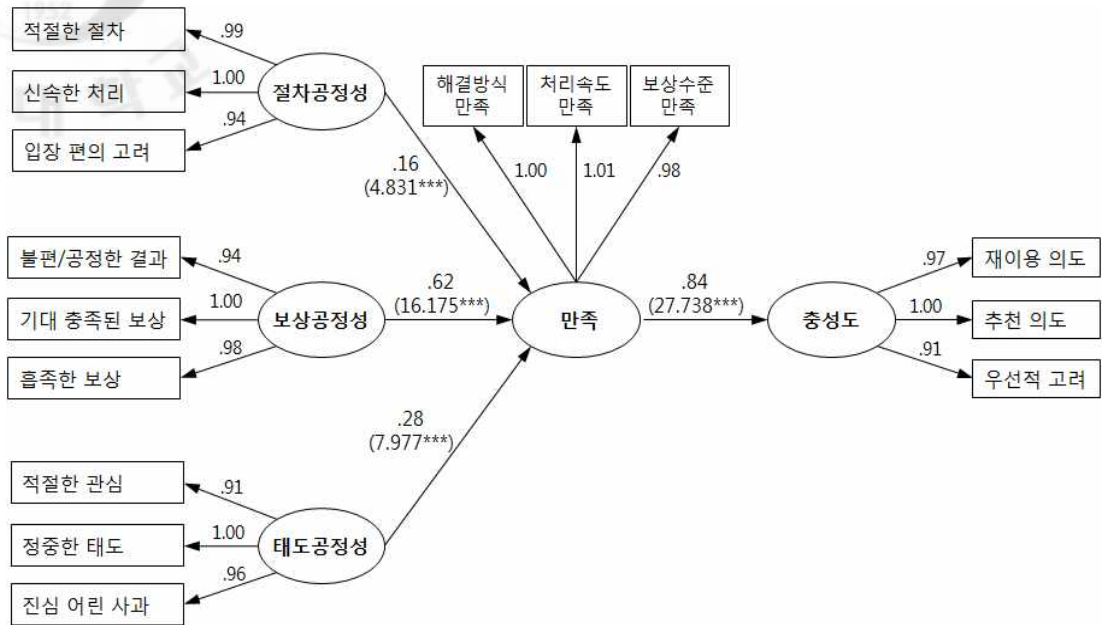 1952
대 학 교
적절한 절차
신속한 처리
입장 편의 고려
.99
1.00
.94
절차공정성
해결방식
만족
처리속도
만족
보상수준
만족
1.00
1.01
.98
.16
(4.831***)
불편/공정한 결과
기대 충족된 보상
흡족한 보상
.94
1.00
.98
보상공정성
.62
(16.175***)
만족
.84
(27.738***)
충성도
.97
1.00
.91
재이용 의도
추천 의도
우선적 고려
.28
(7.977***)
적절한 관심
정중한 태도
진심 어린 사과
.91
1.00
.96
태도공정성